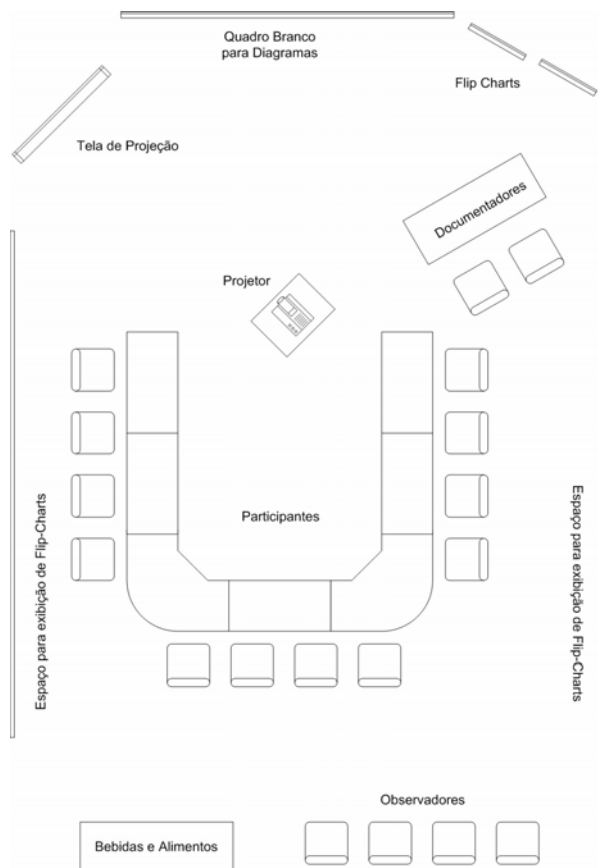 Quadro Branco
para Diagramas
Flip Charts
Tela de Projeção
Documentadores
Projetor
Participantes
Espaço para exibição de Flip-Charts
Espaço para exibição de Flip-Charts
Observadores
Bebidas e Alimentos